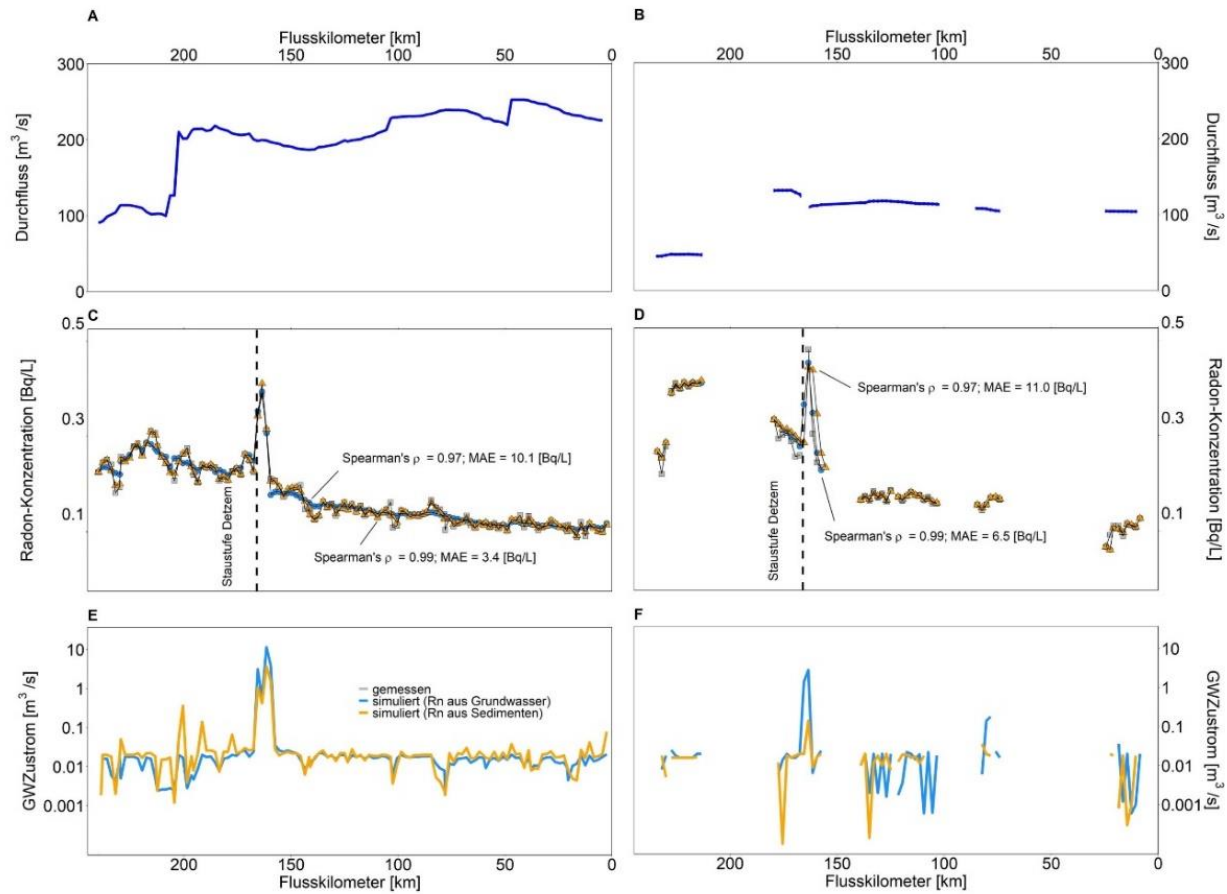 A
Flusskilometer [km]
200 150 100 50 0
300
200
100
0
Durchfluss [m³ /s]
B
Flusskilometer [km]
200 150 100 50 0
300
200
100
0
Durchfluss [m³ /s]
C
0.5
0.3
0.1
Radon-Konzentration [Bq/L]
Staustufe Detzem
Spearman's ρ = 0.97; MAE = 10.1 [Bq/L]
Spearman's ρ = 0.99; MAE = 3.4 [Bq/L]
D
0.5
0.3
0.1
Radon-Konzentration [Bq/L]
Staustufe Detzem
Spearman's ρ = 0.97; MAE = 11.0 [Bq/L]
Spearman's ρ = 0.99; MAE = 6.5 [Bq/L]
E
10
1
0.1
0.01
0.001
GWZustrom [m³ /s]
gemessen
simuliert (Rn aus Grundwasser)
simuliert (Rn aus Sedimenten)
200 150 100 50 0
Flusskilometer [km]
F
10
1
0.1
0.01
0.001
GWZustrom [m³ /s]
200 150 100 50 0
Flusskilometer [km]